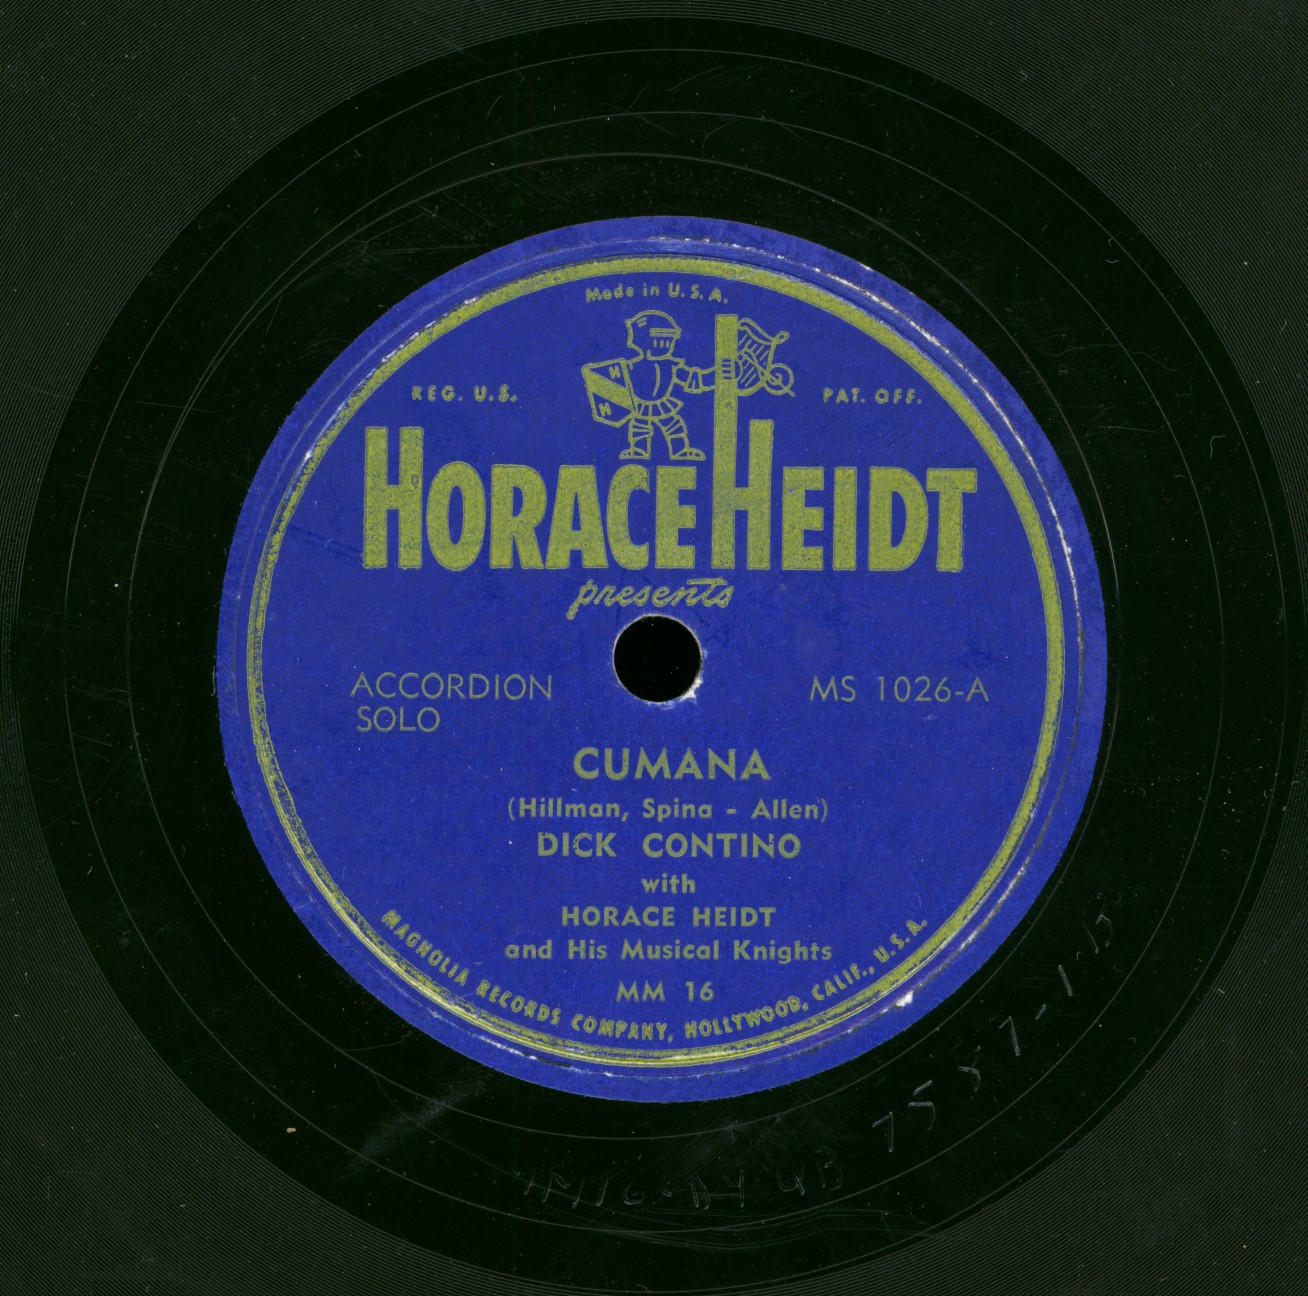 Made in U.S.A.
H
H
REG. U.S. PAT. OFF.
HORACE HEIDT
presents
ACCORDION
SOLO
MS 1026-A
CUMANA
(Hillman, Spina - Allen)
DICK CONTINO
with
HORACE HEIDT
and His Musical Knights
MM 16
MAGNOLIA RECORDS COMPANY, HOLLYWOOD, CALIF., U.S.A.